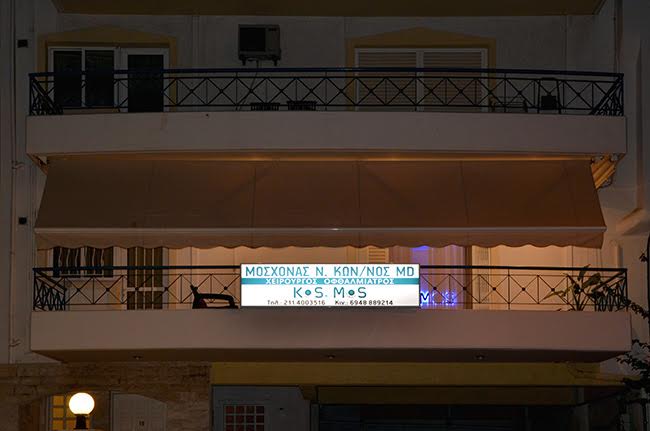 ΜΟΣΧΟΝΑΣ Ν. ΚΩΝ/ΝΟΣ MD
ΧΕΙΡΟΥΡΓΟΣ ΟΦΘΑΛΜΙΑΤΡΟΣ
K•S. M•S
Τηλ.: 211 4003516 Κιν.: 6948 889214